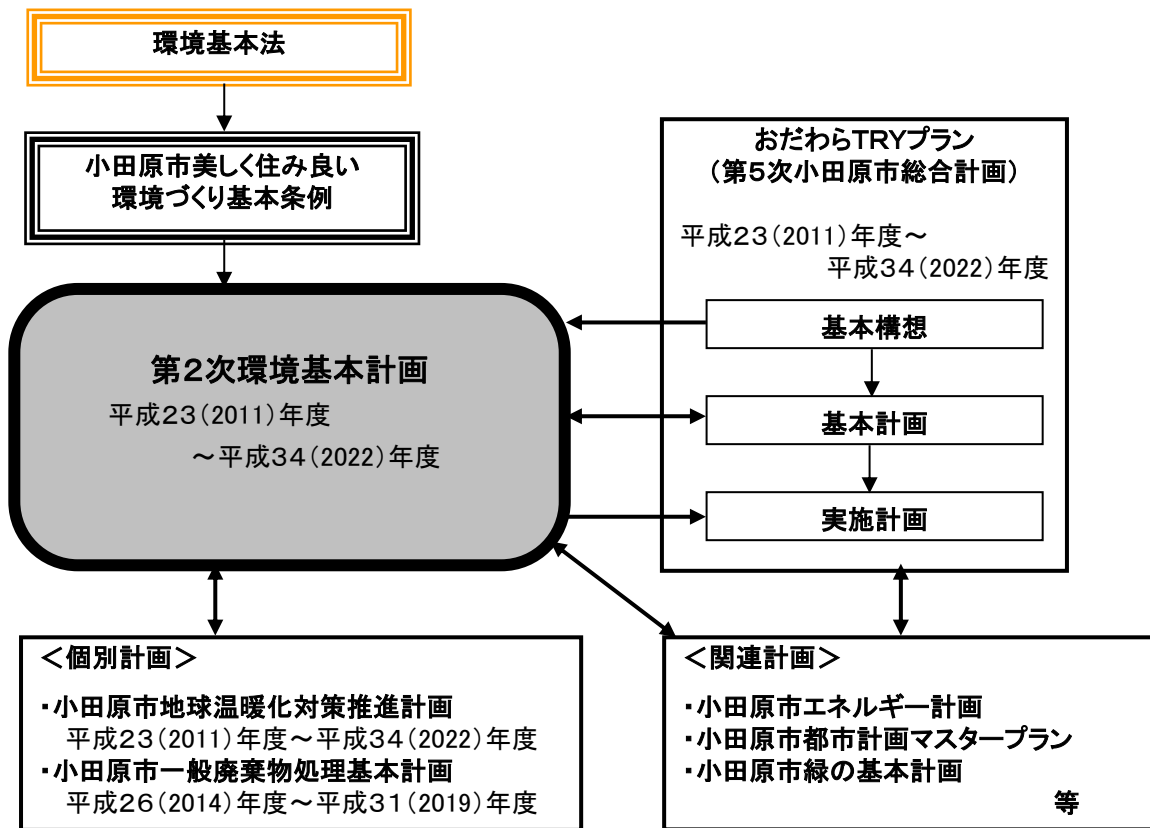 環境基本法
小田原市美しく住み良い
環境づくり基本条例
第2次環境基本計画
平成23(2011)年度
～平成34(2022)年度
おだわらTRYプラン
(第5次小田原市総合計画)
平成23(2011)年度～
平成34(2022)年度
基本構想
基本計画
実施計画
＜個別計画＞
・小田原市地球温暖化対策推進計画
平成23(2011)年度～平成34(2022)年度
・小田原市一般廃棄物処理基本計画
平成26(2014)年度～平成31(2019)年度
＜関連計画＞
・小田原市エネルギー計画
・小田原市都市計画マスタープラン
・小田原市緑の基本計画
等